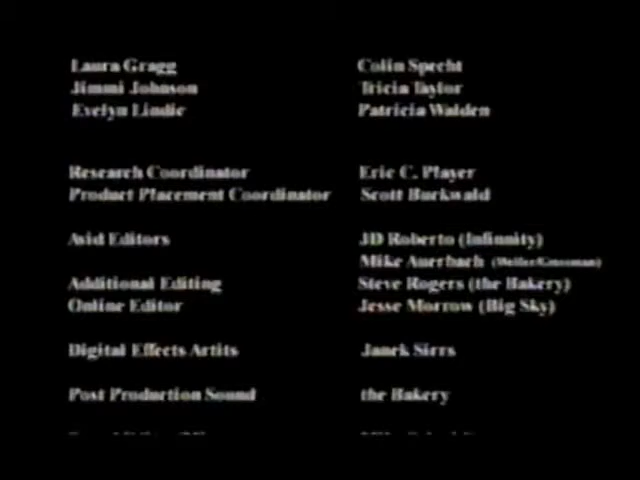 Laura Gragg Colin Specht
Jimmi Johnson Tricia Taylor
Evelyn Lindie Patricia Walden
Research Coordinator Eric C. Player
Product Placement Coordinator Scott Buckwald
Avid Editors JD Roberto (Infinnity)
Mike Auerbach
Additional Editing Steve Rogers (the Bakery)
Online Editor Jesse Morrow (Big Sky)
Digital Effects Artits Janek Sirrs
Post Production Sound the Bakery